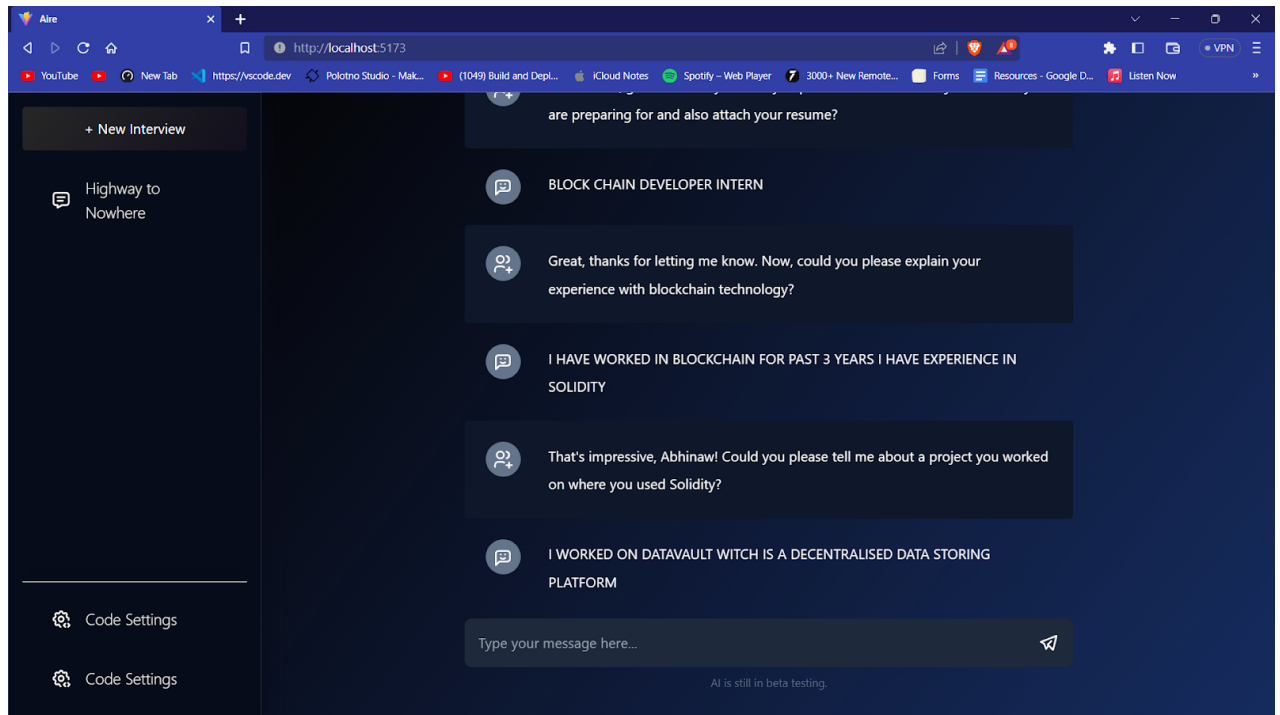 Aire
http://localhost:5173
VPN
YouTube
New Tab
https://vscode.dev
Polotno Studio - Mak...
(1049) Build and Depl...
iCloud Notes
Spotify – Web Player
3000+ New Remote...
Forms
Resources - Google D...
Listen Now
»
+ New Interview
Highway to
Nowhere
Code Settings
Code Settings
are preparing for and also attach your resume?
BLOCK CHAIN DEVELOPER INTERN
Great, thanks for letting me know. Now, could you please explain your
experience with blockchain technology?
I HAVE WORKED IN BLOCKCHAIN FOR PAST 3 YEARS I HAVE EXPERIENCE IN
SOLIDITY
That's impressive, Abhinaw! Could you please tell me about a project you worked
on where you used Solidity?
I WORKED ON DATAVAULT WITCH IS A DECENTRALISED DATA STORING
PLATFORM
Type your message here...
AI is still in beta testing.